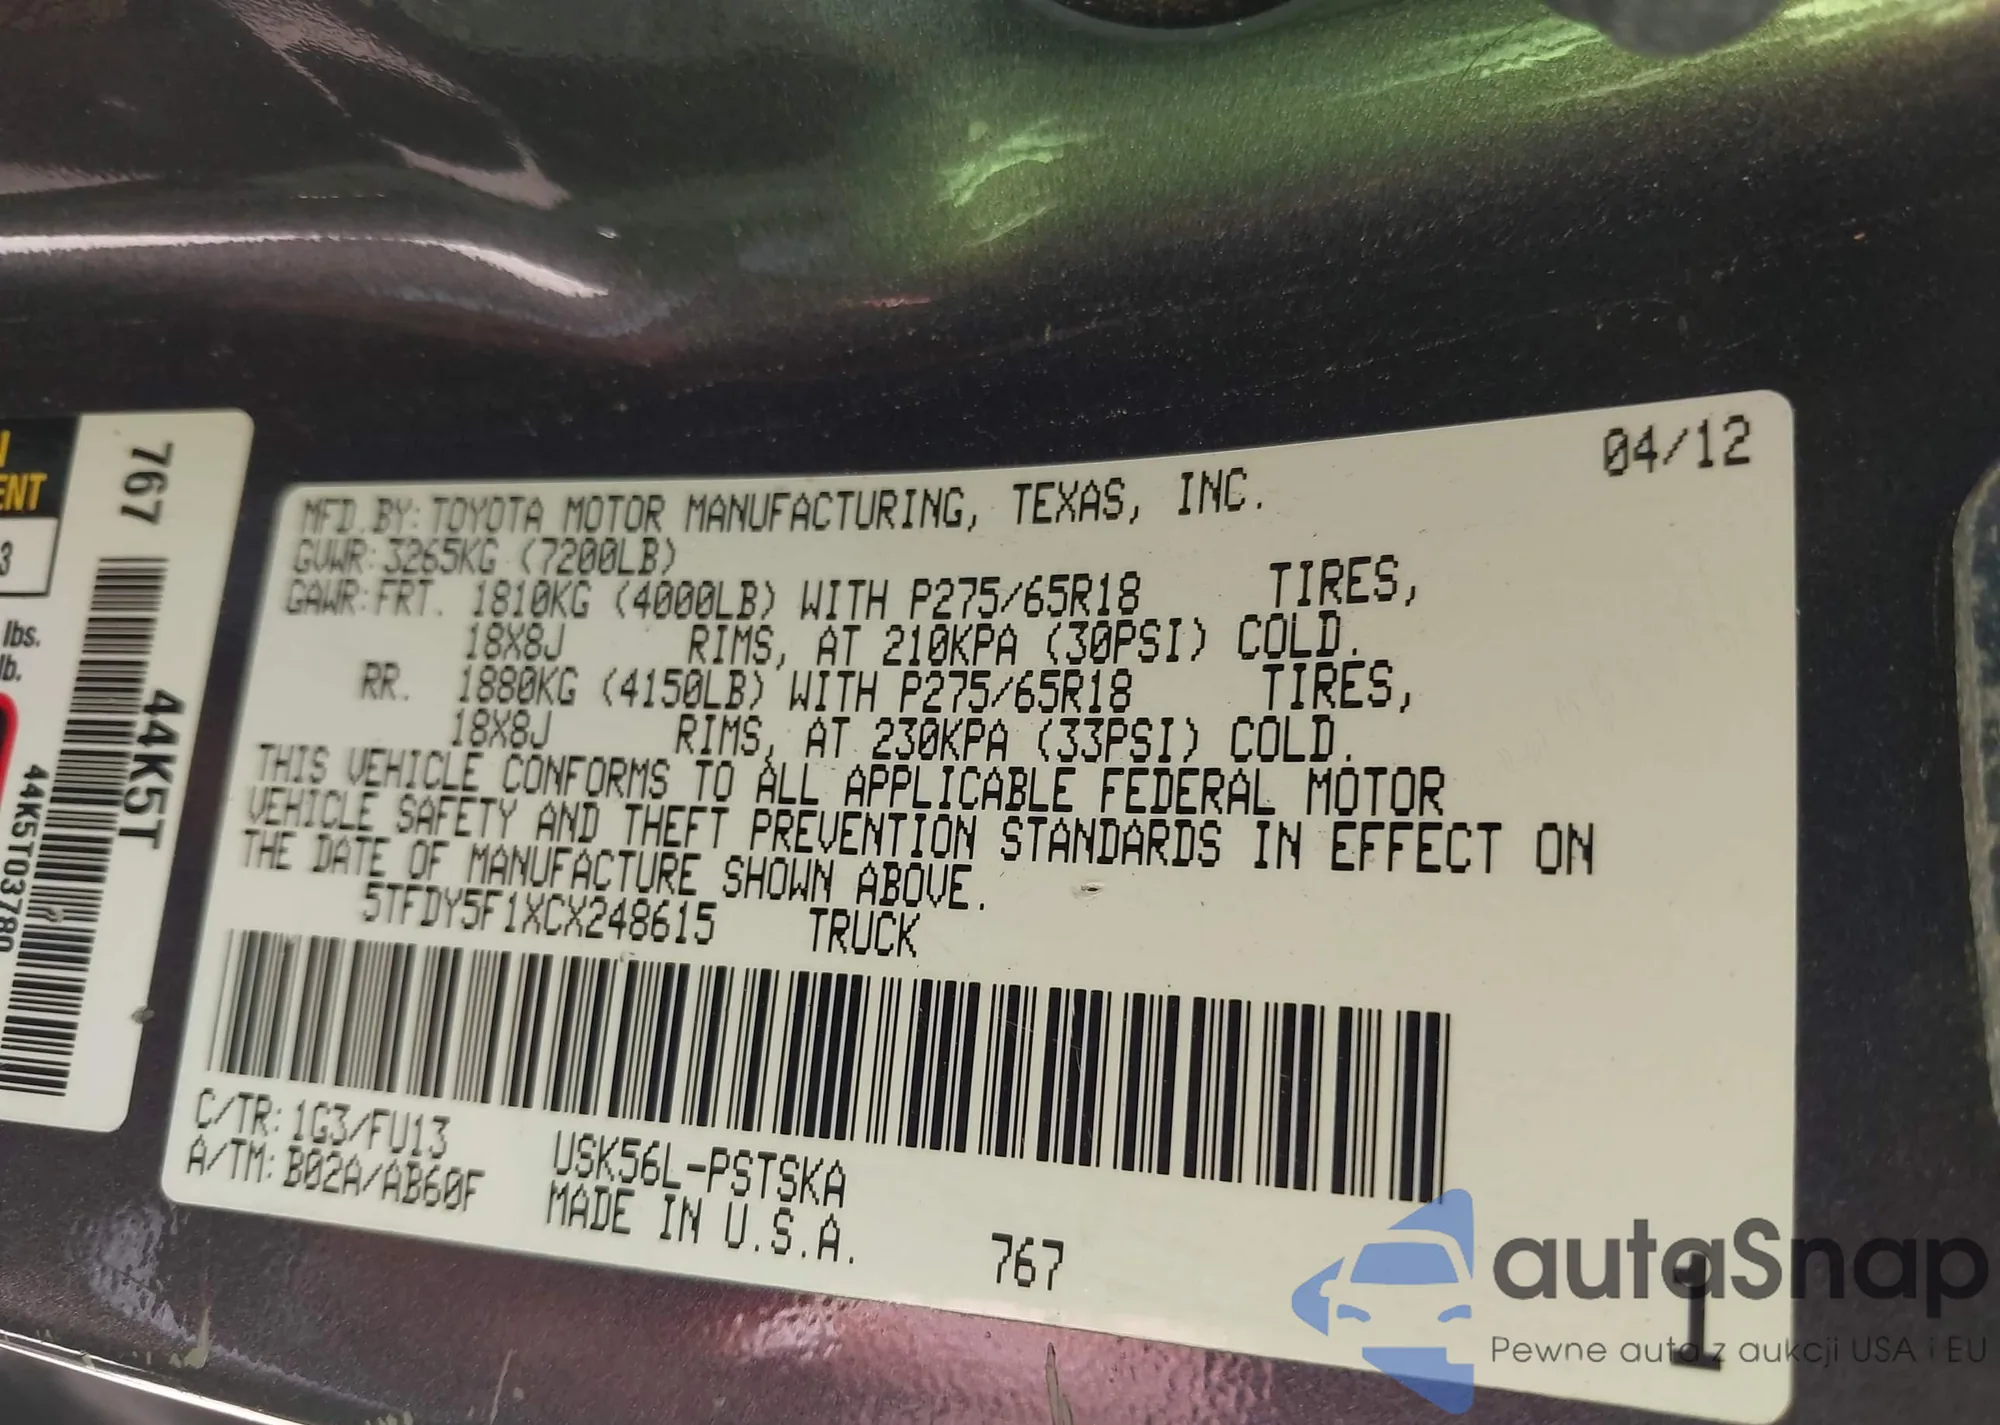 04/12
MFD.BY:TOYOTA MOTOR MANUFACTURING, TEXAS, INC.
GVWR:3265KG (7200LB)
GAWR:FRT. 1810KG (4000LB) WITH P275/65R18 TIRES,
18X8J RIMS, AT 210KPA (30PSI) COLD.
RR. 1880KG (4150LB) WITH P275/65R18 TIRES,
18X8J RIMS, AT 230KPA (33PSI) COLD.
THIS VEHICLE CONFORMS TO ALL APPLICABLE FEDERAL MOTOR
VEHICLE SAFETY AND THEFT PREVENTION STANDARDS IN EFFECT ON
THE DATE OF MANUFACTURE SHOWN ABOVE.
5TFDY5F1XCX248615 TRUCK
C/TR: 1G3/FU13
A/TM: B02A/AB60F
USK56L-PSTSKA
MADE IN U.S.A.
767
1
767
44K5T
44K5T03780
ENT
3
lbs.
lb.
autaSnap
Pewne auta z aukcji USA i EU